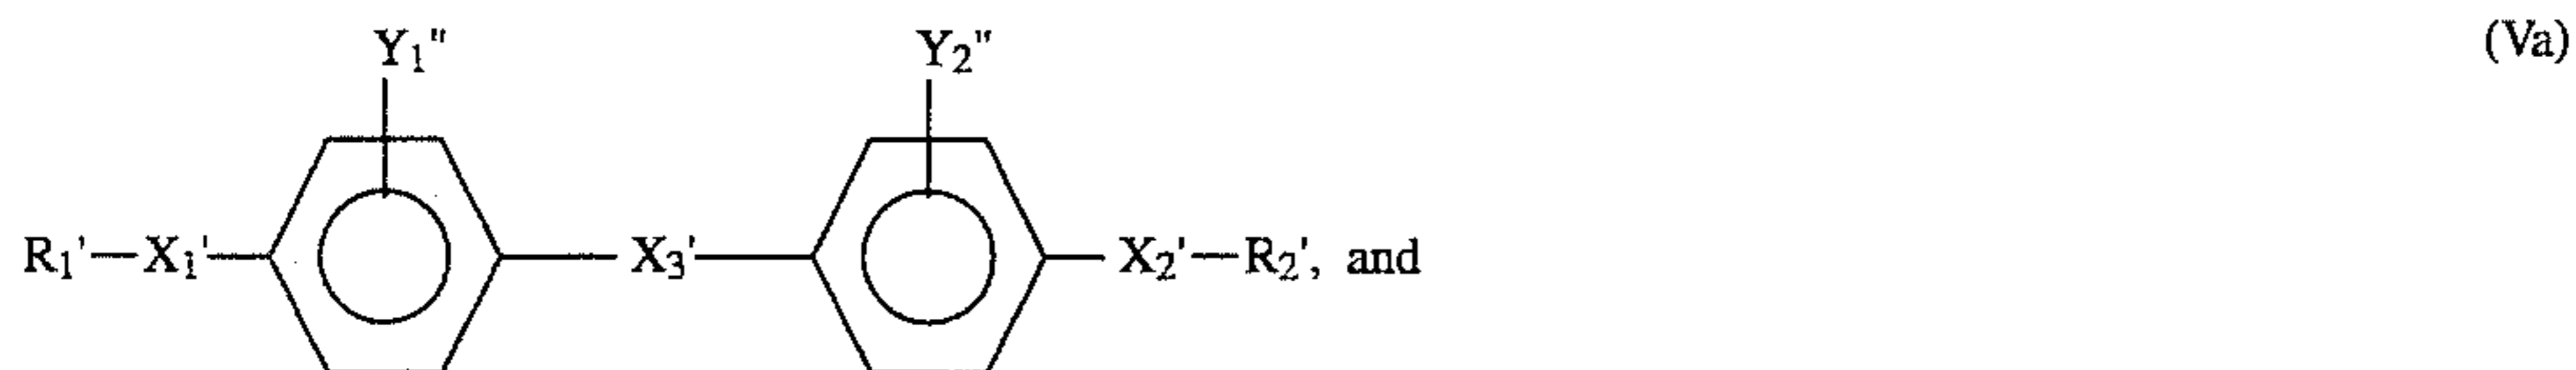 Y₁" Y₂" (Va)
R₁'—X₁' X₃' X₂'—R₂', and